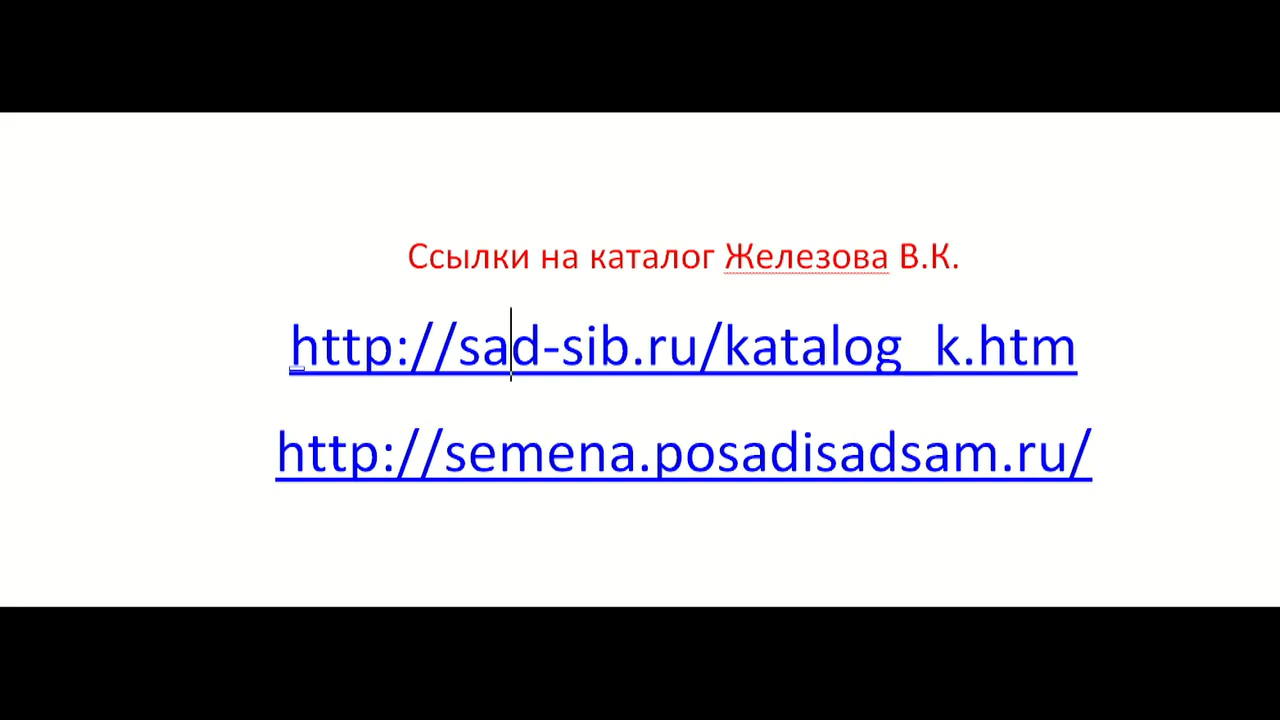 Ссылки на каталог Железова В.К.
http://sad-sib.ru/katalog_k.htm
http://semena.posadisadsam.ru/